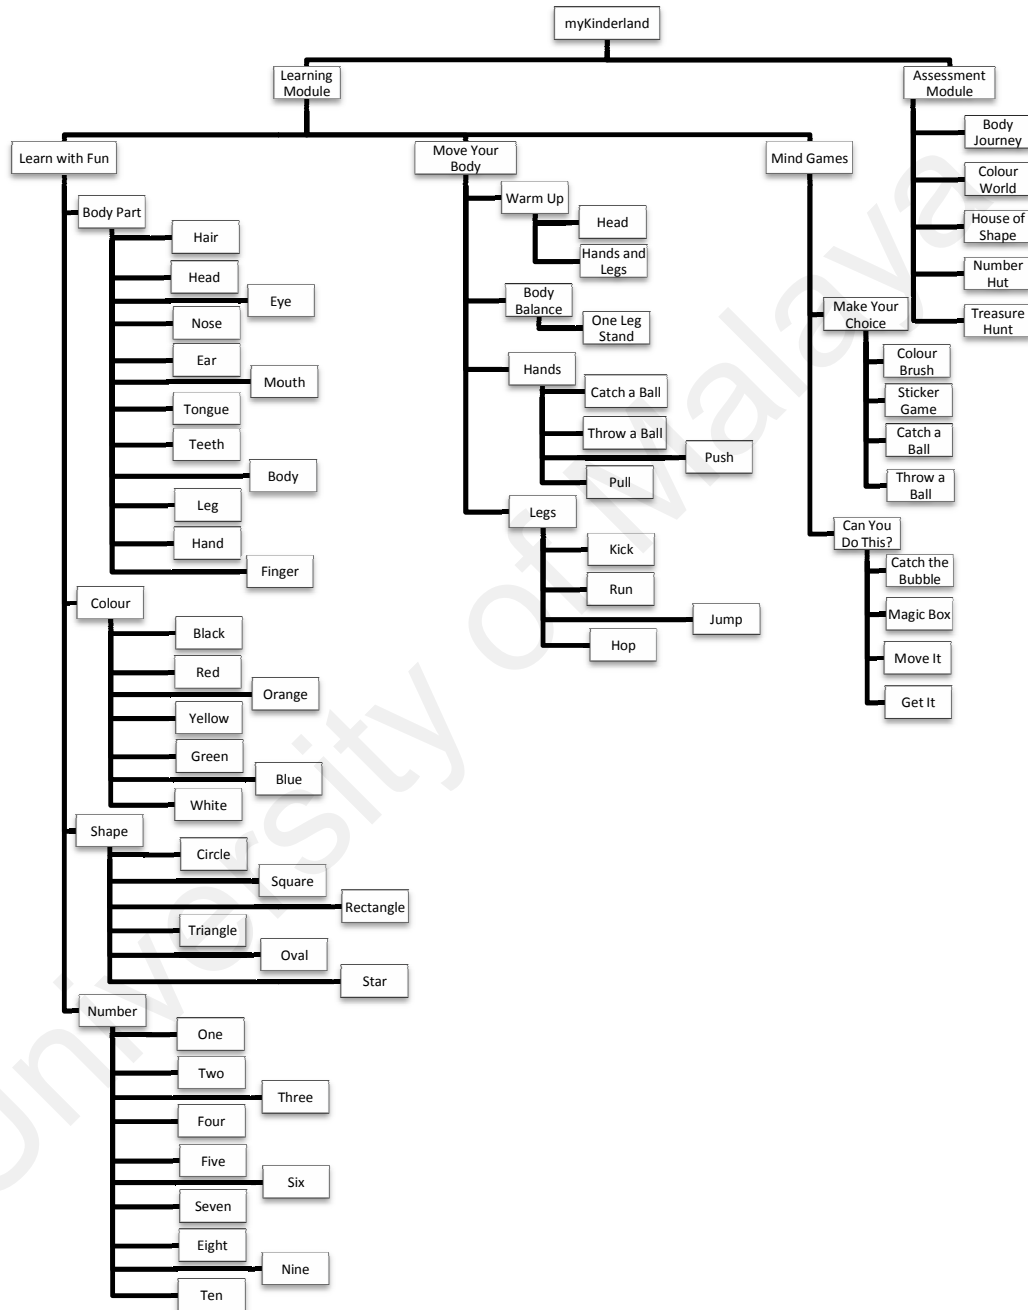 myKinderland
Learning
Module
Assessment
Module
Learn with Fun
Move Your
Body
Mind Games
Body Part
Hair
Head
Eye
Nose
Ear
Mouth
Tongue
Teeth
Body
Leg
Hand
Finger
Colour
Black
Red
Orange
Yellow
Green
Blue
White
Shape
Circle
Square
Rectangle
Triangle
Oval
Star
Number
One
Two
Three
Four
Five
Six
Seven
Eight
Nine
Ten
Warm Up
Head
Hands and
Legs
Body
Balance
One Leg
Stand
Hands
Catch a Ball
Throw a Ball
Push
Pull
Legs
Kick
Run
Jump
Hop
Make Your
Choice
Colour
Brush
Sticker
Game
Catch a
Ball
Throw a
Ball
Can You
Do This?
Catch the
Bubble
Magic Box
Move It
Get It
Body
Journey
Colour
World
House of
Shape
Number
Hut
Treasure
Hunt
University of Malaya